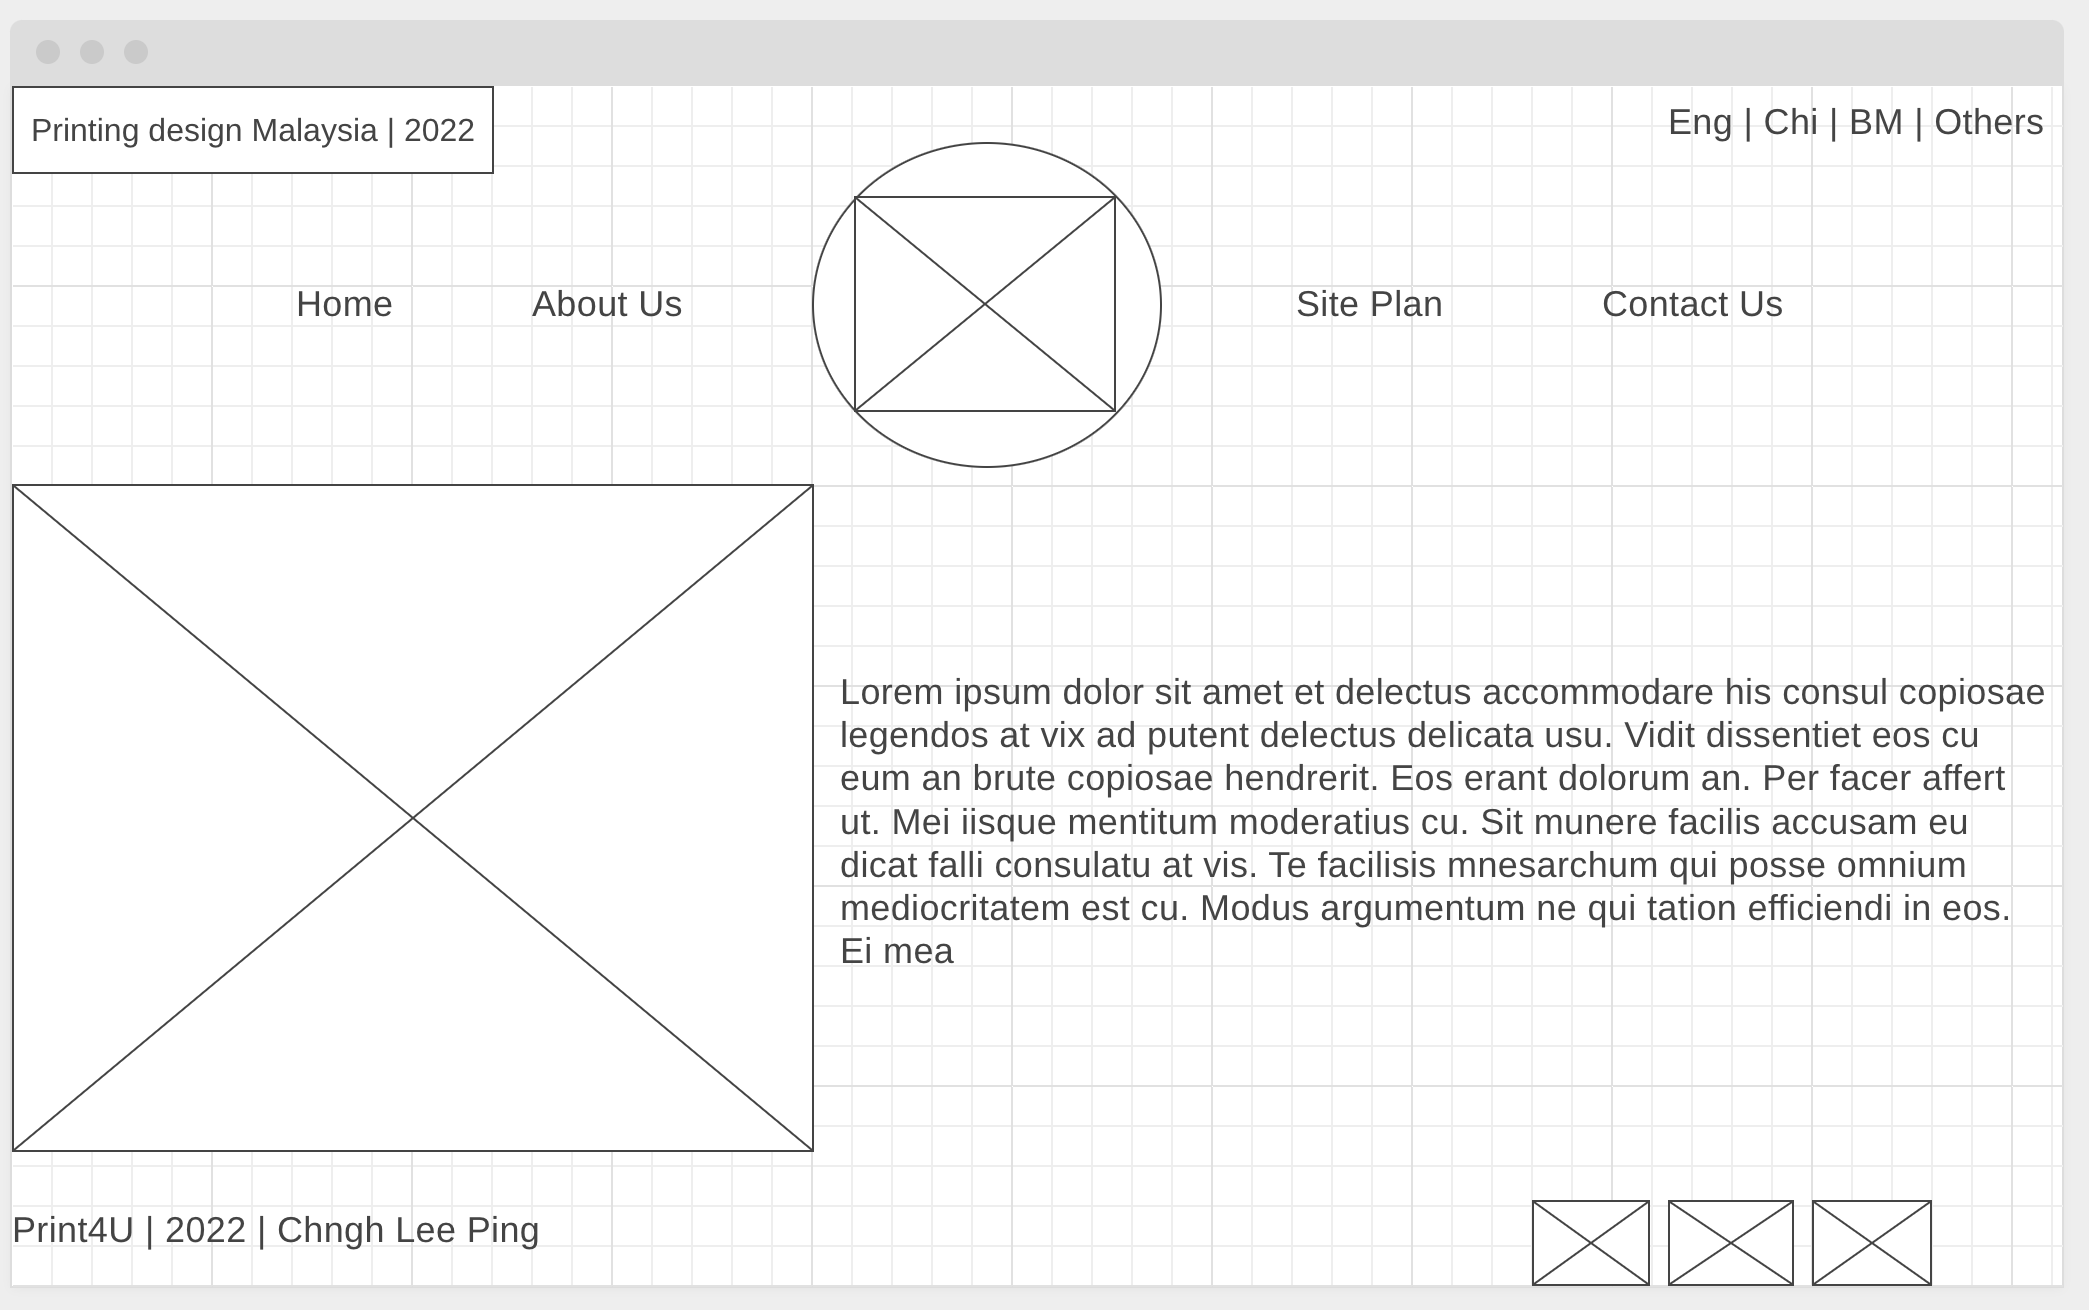 Printing design Malaysia | 2022
Eng | Chi | BM | Others
Home
About Us
Site Plan
Contact Us
Lorem ipsum dolor sit amet et delectus accommodare his consul copiosae
legendos at vix ad putent delectus delicata usu. Vidit dissentiet eos cu
eum an brute copiosae hendrerit. Eos erant dolorum an. Per facer affert
ut. Mei iisque mentitum moderatius cu. Sit munere facilis accusam eu
dicat falli consulatu at vis. Te facilisis mnesarchum qui posse omnium
mediocritatem est cu. Modus argumentum ne qui tation efficiendi in eos.
Ei mea
Print4U | 2022 | Chngh Lee Ping